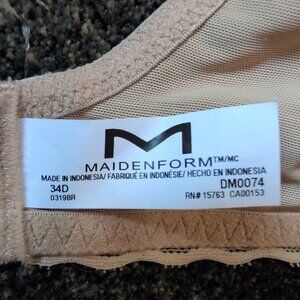 M
MAIDENFORM™/MC
MADE IN INDONESIA/ FABRIQUÉ EN INDONÉSIE/ HECHO EN INDONESIA
34D DM0074
0319BR RN# 15763 CA00153